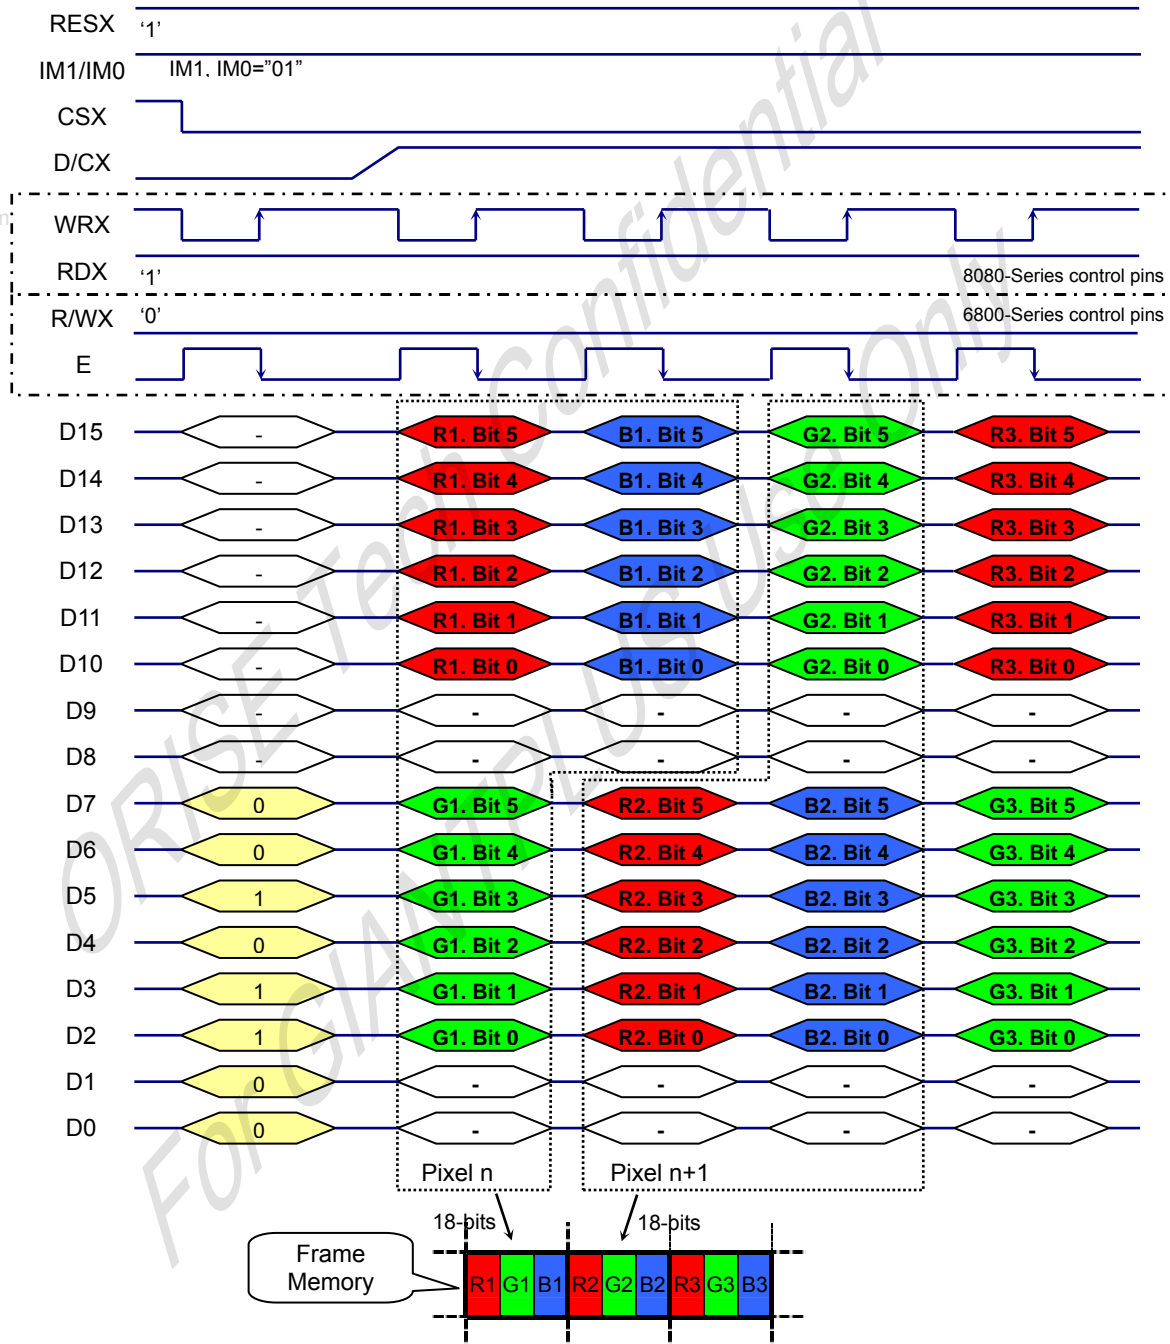 RESX '1'
IM1/IM0 IM1, IM0="01"
CSX
D/CX
WRX
RDX '1' 8080-Series control pins
R/WX '0' 6800-Series control pins
E
D15 - R1. Bit 5 B1. Bit 5 G2. Bit 5 R3. Bit 5
D14 - R1. Bit 4 B1. Bit 4 G2. Bit 4 R3. Bit 4
D13 - R1. Bit 3 B1. Bit 3 G2. Bit 3 R3. Bit 3
D12 - R1. Bit 2 B1. Bit 2 G2. Bit 2 R3. Bit 2
D11 - R1. Bit 1 B1. Bit 1 G2. Bit 1 R3. Bit 1
D10 - R1. Bit 0 B1. Bit 0 G2. Bit 0 R3. Bit 0
D9 - - - - -
D8 - - - - -
D7 0 G1. Bit 5 R2. Bit 5 B2. Bit 5 G3. Bit 5
D6 0 G1. Bit 4 R2. Bit 4 B2. Bit 4 G3. Bit 4
D5 1 G1. Bit 3 R2. Bit 3 B2. Bit 3 G3. Bit 3
D4 0 G1. Bit 2 R2. Bit 2 B2. Bit 2 G3. Bit 2
D3 1 G1. Bit 1 R2. Bit 1 B2. Bit 1 G3. Bit 1
D2 1 G1. Bit 0 R2. Bit 0 B2. Bit 0 G3. Bit 0
D1 0 - - - -
D0 0 - - - -
Pixel n Pixel n+1
18-bits 18-bits
Frame
Memory
R1 G1 B1 R2 G2 B2 R3 G3 B3
ORISE Tech Confidential
For GIANTPLUS Use Only